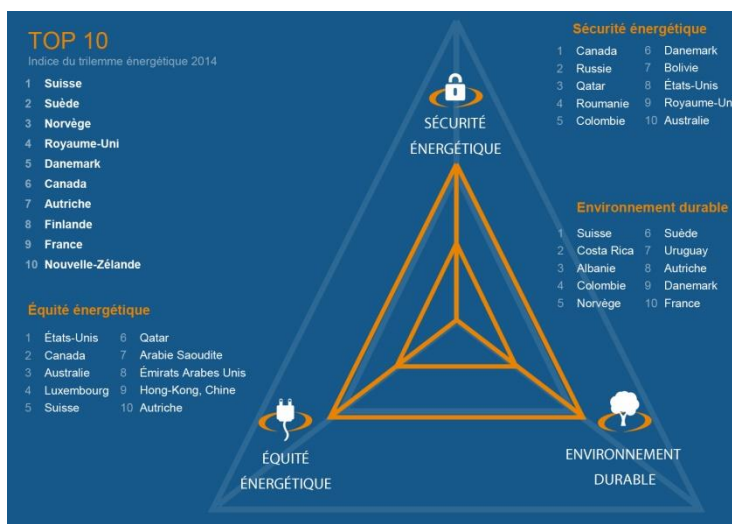 TOP 10
Indice du trilemme énergétique 2014
1 Suisse
2 Suède
3 Norvège
4 Royaume-Uni
5 Danemark
6 Canada
7 Autriche
8 Finlande
9 France
10 Nouvelle-Zélande
Sécurité énergétique
1 Canada 6 Danemark
2 Russie 7 Bolivie
3 Qatar 8 États-Unis
4 Roumanie 9 Royaume-Un
5 Colombie 10 Australie
SÉCURITÉ
ÉNERGÉTIQUE
Environnement durable
1 Suisse 6 Suède
2 Costa Rica 7 Uruguay
3 Albanie 8 Autriche
4 Colombie 9 Danemark
5 Norvège 10 France
Équité énergétique
1 États-Unis 6 Qatar
2 Canada 7 Arabie Saoudite
3 Australie 8 Émirats Arabes Unis
4 Luxembourg 9 Hong-Kong, Chine
5 Suisse 10 Autriche
ÉQUITÉ
ÉNERGÉTIQUE
ENVIRONNEMENT
DURABLE